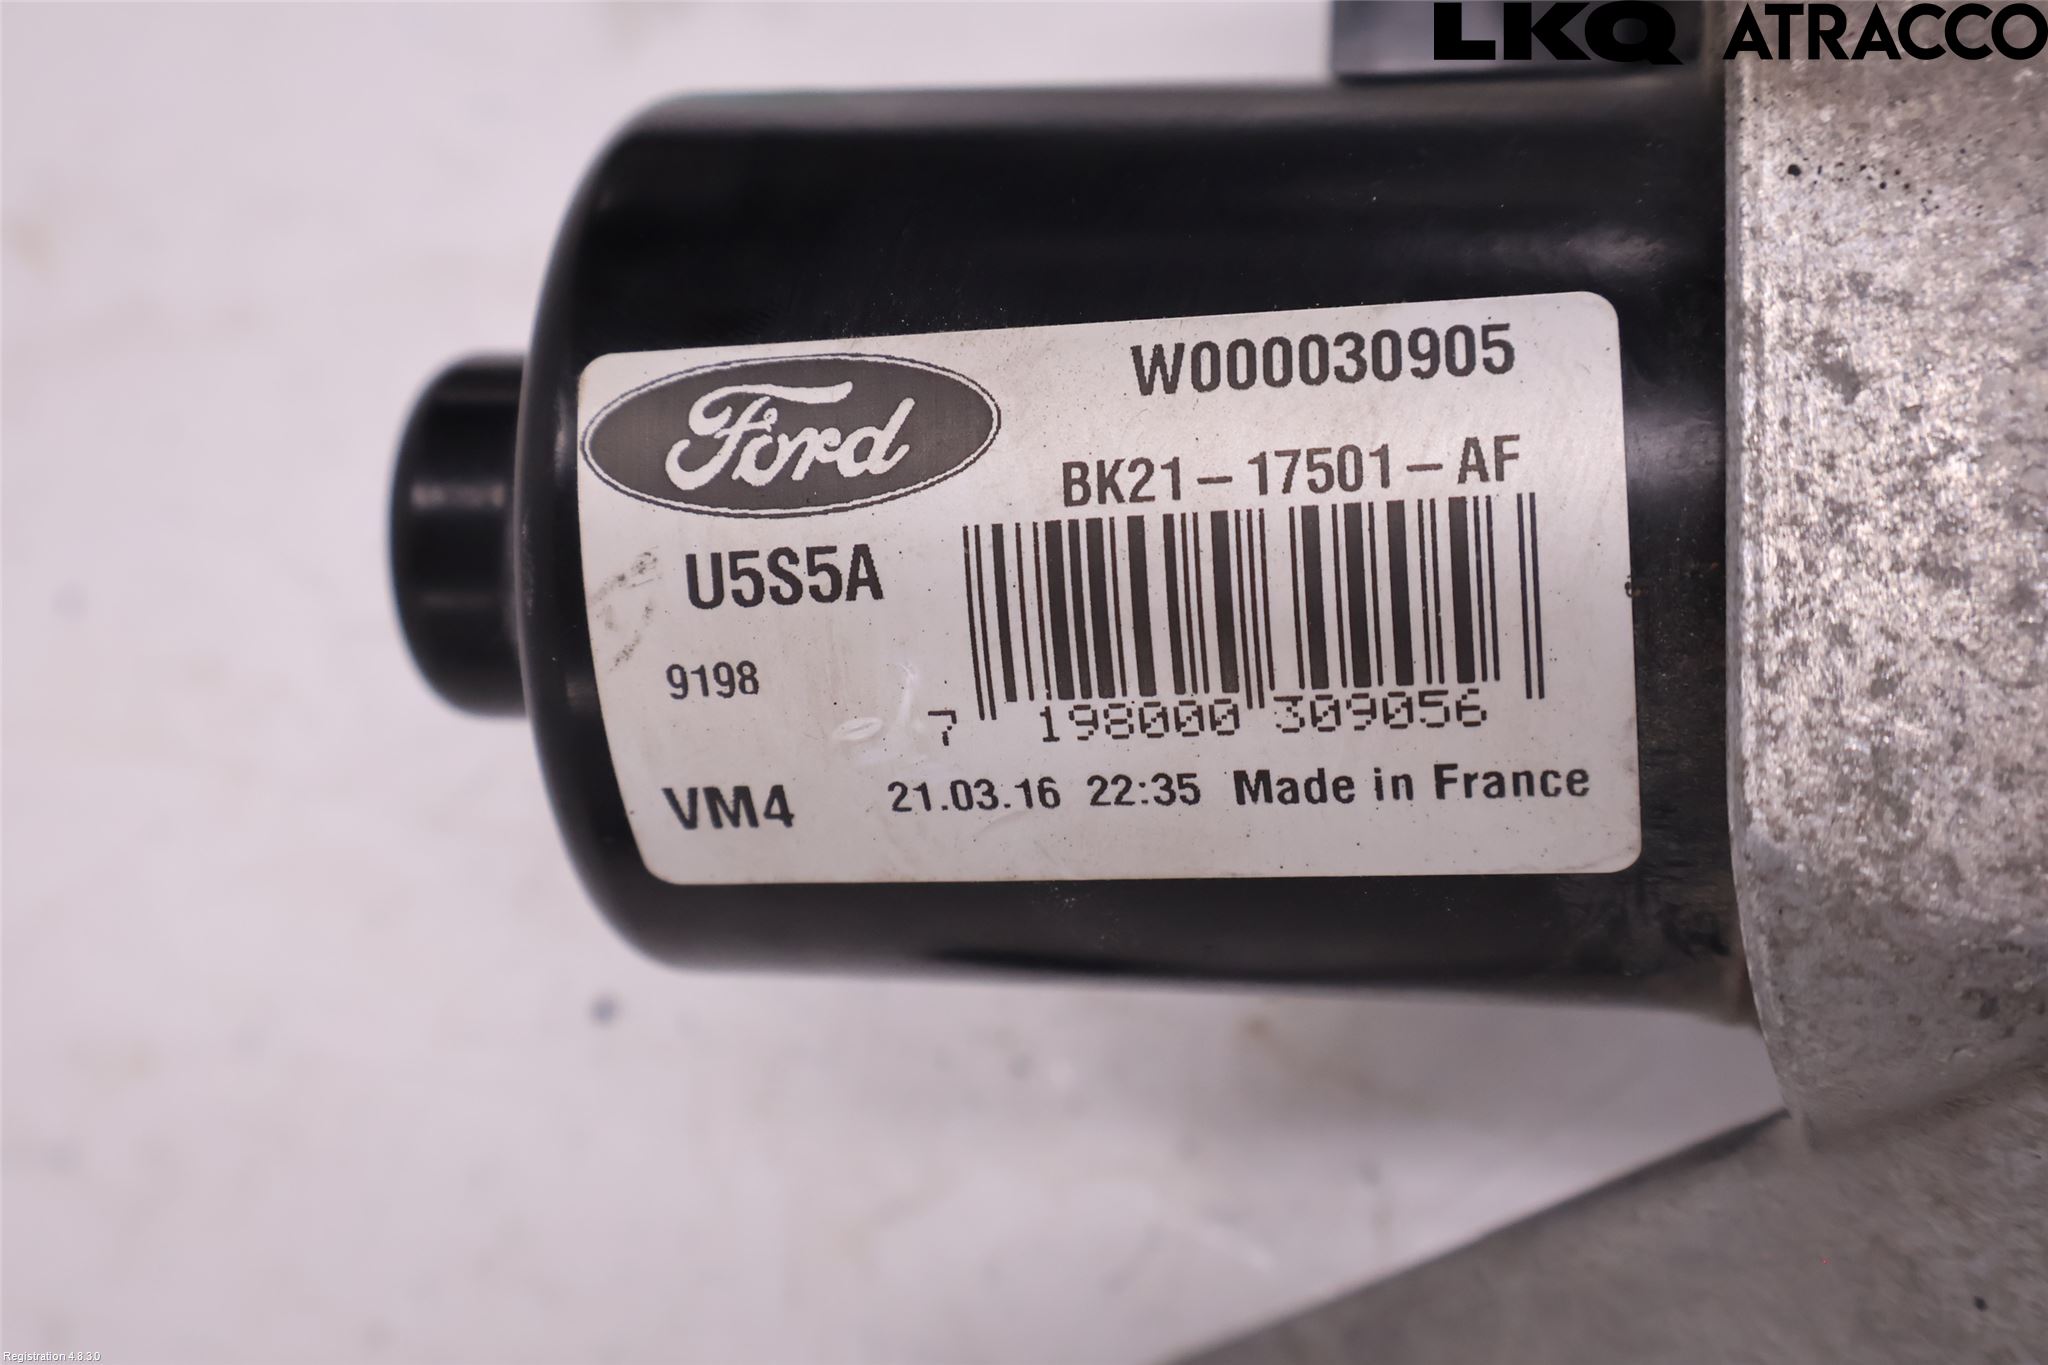 LKQ ATRACCO
Ford
W000030905
BK21-17501-AF
U5S5A
9198
7 198000 309056
VM4 21.03.16 22:35 Made in France
Registration 4.8.3.0